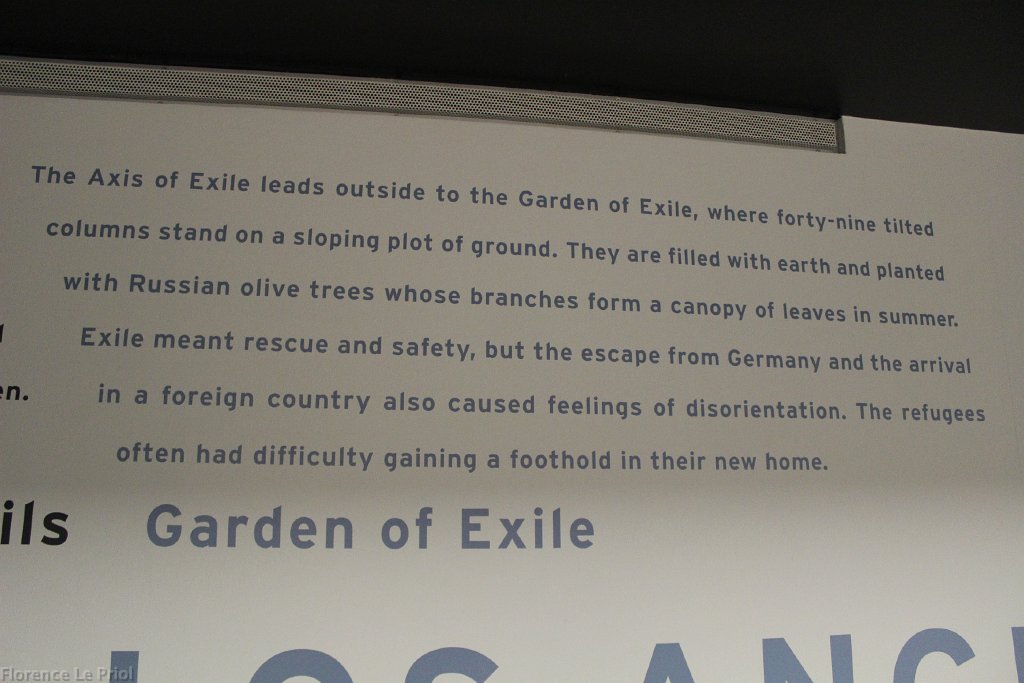 The Axis of Exile leads outside to the Garden of Exile, where forty-nine tilted
columns stand on a sloping plot of ground. They are filled with earth and planted
with Russian olive trees whose branches form a canopy of leaves in summer.
Exile meant rescue and safety, but the escape from Germany and the arrival
en.
in a foreign country also caused feelings of disorientation. The refugees
often had difficulty gaining a foothold in their new home.
ils
Garden of Exile
LOS ANG
Florence Le Priol